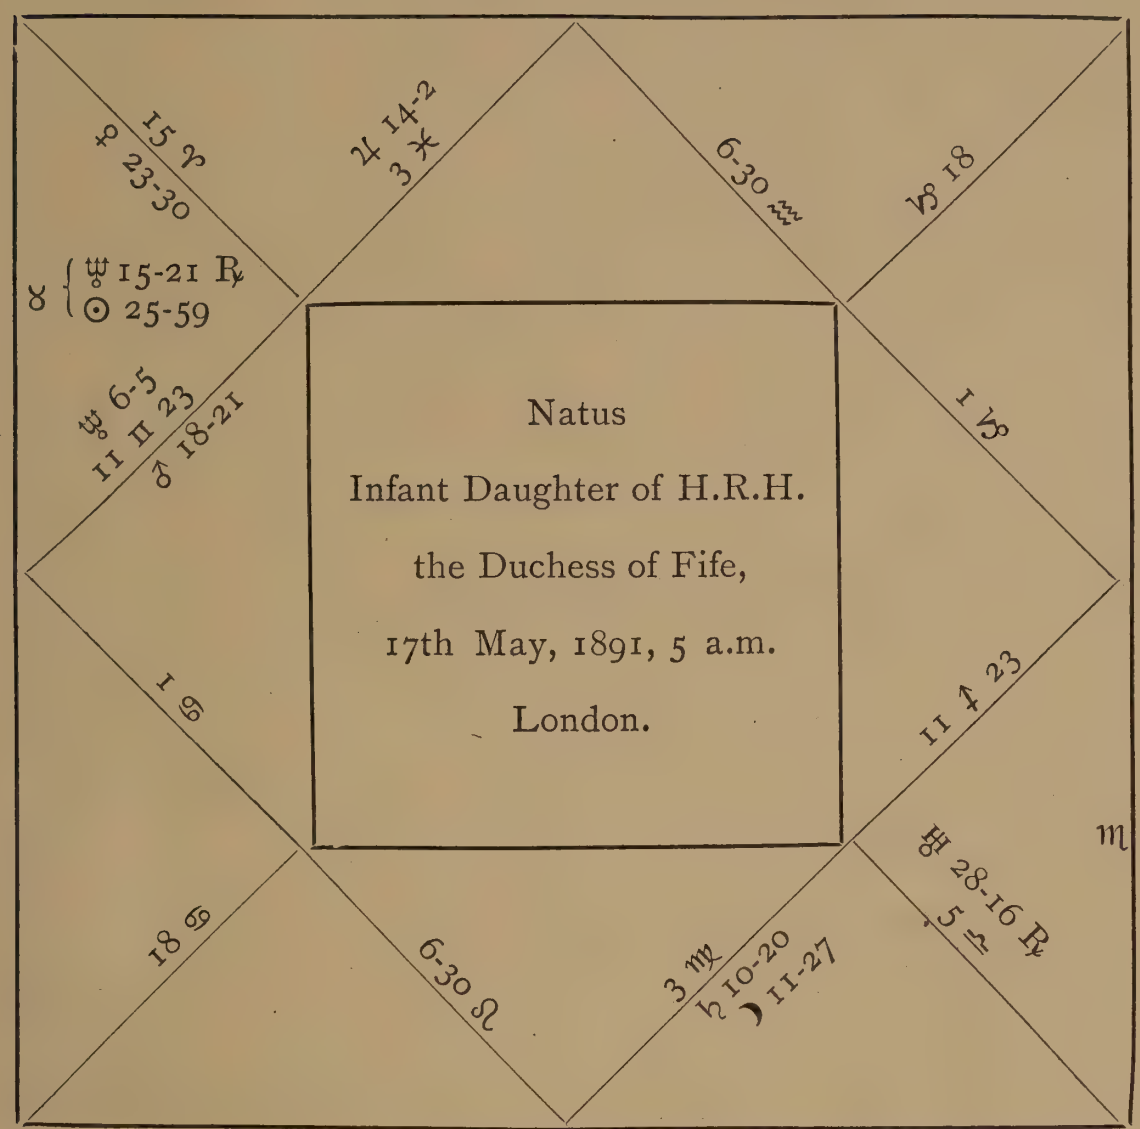 15 ♈
♀ 23-30
♃ 14-2
3 ♓
6-30 ♒
♑ 18
♉ { ♆ 15-21 ℞
☉ 25-59
♆ 6-5
11 ♊ 23
♂ 18-21
1 ♑
Natus
Infant Daughter of H.R.H.
the Duchess of Fife,
17th May, 1891, 5 a.m.
London.
1 ♋
11 ♐ 23
♏
♅ 28-16 ℞
5 ♎
18 ♋
6-30 ♌
3 ♍
♄ 10-20
☽ 11-27